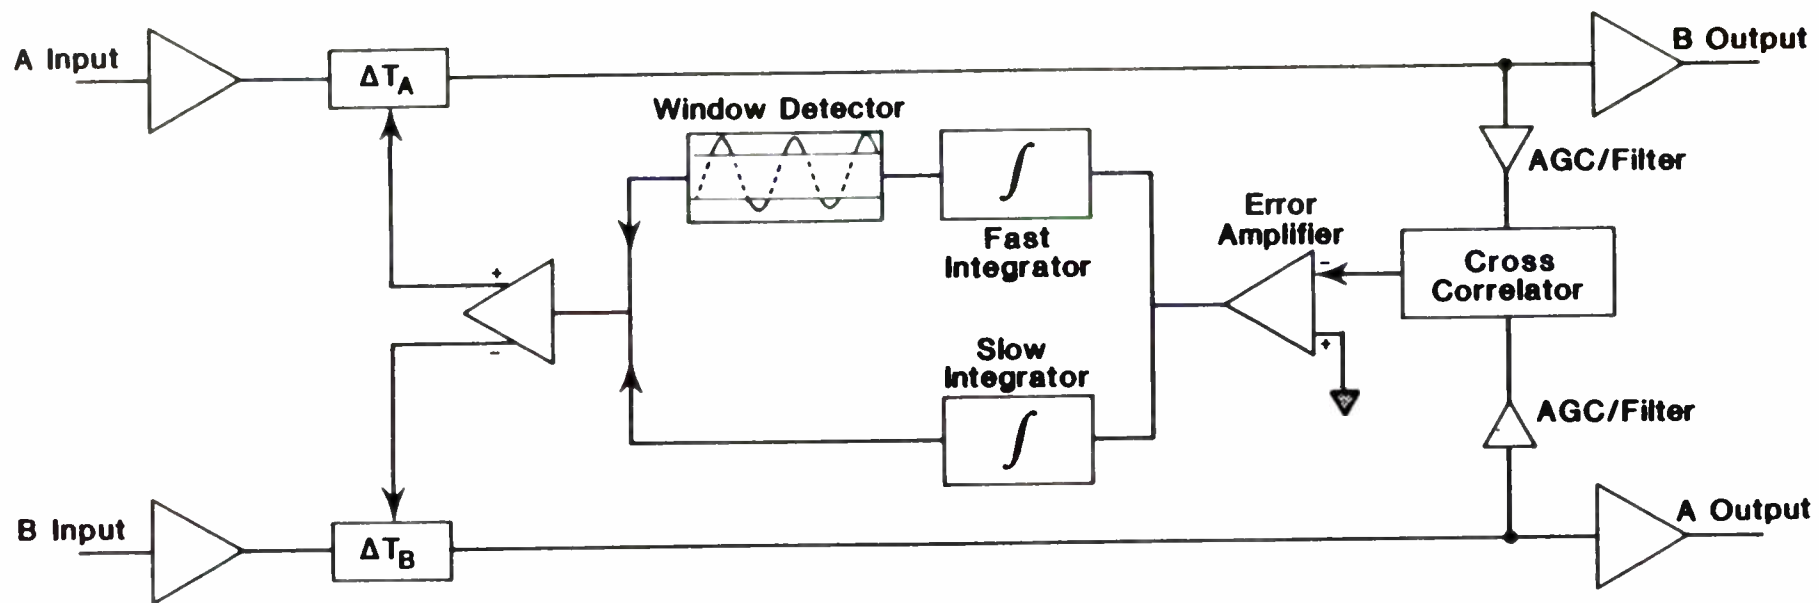 A Input
ΔTA
B Output
Window Detector
AGC/Filter
∫
Fast
Integrator
Error
Amplifier
-
+
Cross
Correlator
+
-
Slow
Integrator
∫
AGC/Filter
B Input
ΔTB
A Output